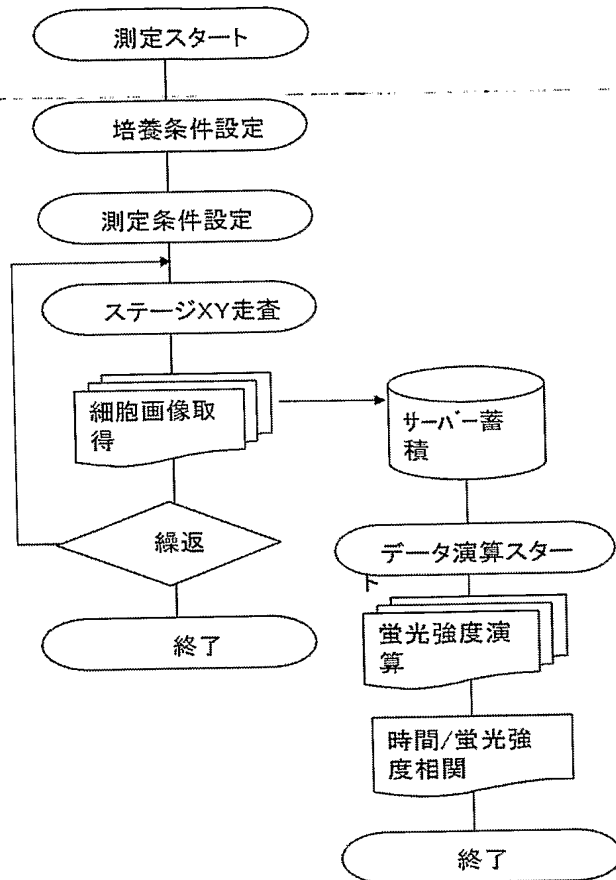 測定スタート
培養条件設定
測定条件設定
ステージXY走査
細胞画像取
得
繰返
終了
サーバー蓄
積
データ演算スター
ト
蛍光強度演
算
時間/蛍光強
度相関
終了